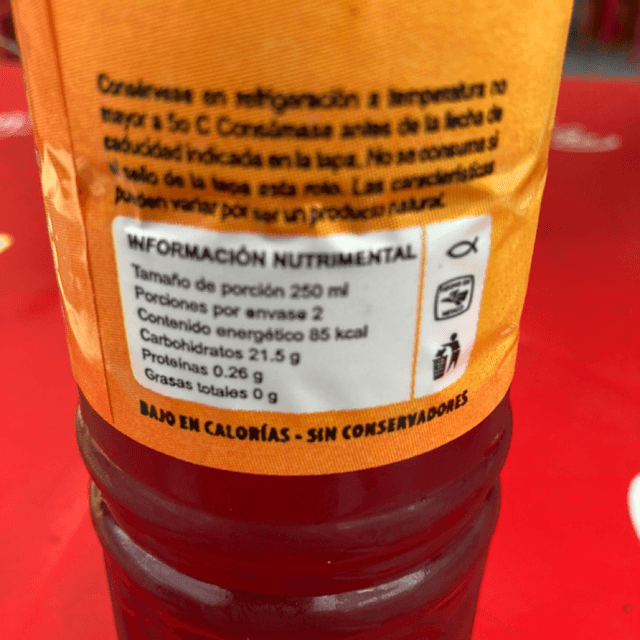 Consérvese en refrigeración a temperatura no
mayor a 5o C Consúmase antes de la fecha de
caducidad indicada en la tapa. No se consuma si
el sello de la tapa esta roto. Las características
pueden variar por ser un producto natural.
INFORMACIÓN NUTRIMENTAL
Tamaño de porción 250 ml
Porciones por envase 2
Contenido energético 85 kcal
Carbohidratos 21.5 g
Proteínas 0.26 g
Grasas totales 0 g
BAJO EN CALORÍAS - SIN CONSERVADORES